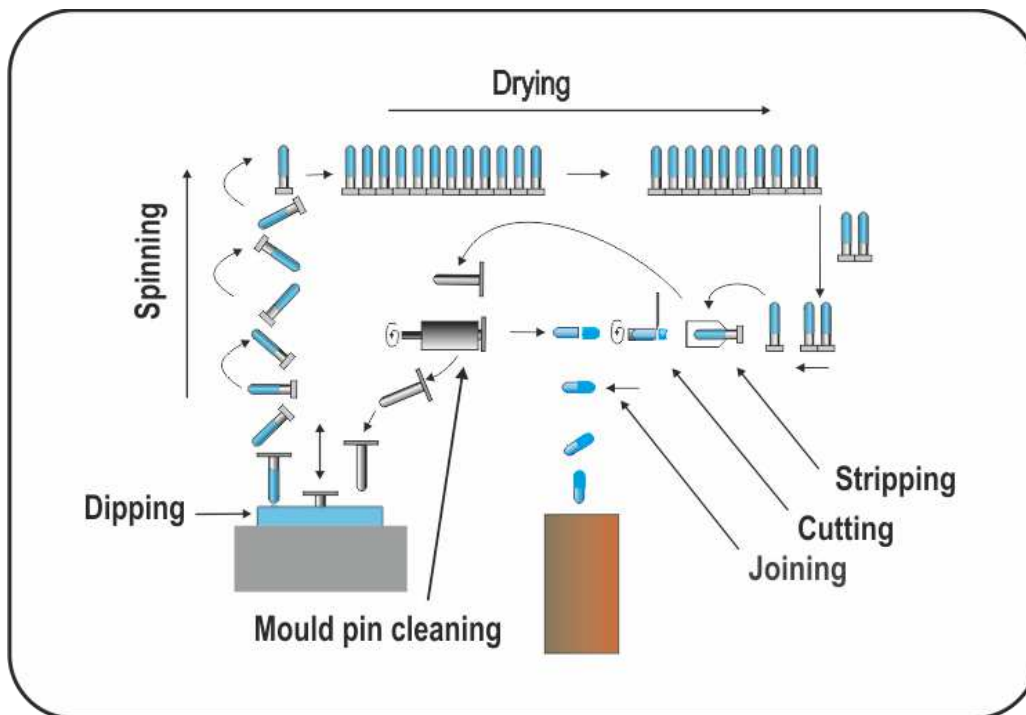 Drying
Spinning
Dipping
Stripping
Cutting
Joining
Mould pin cleaning